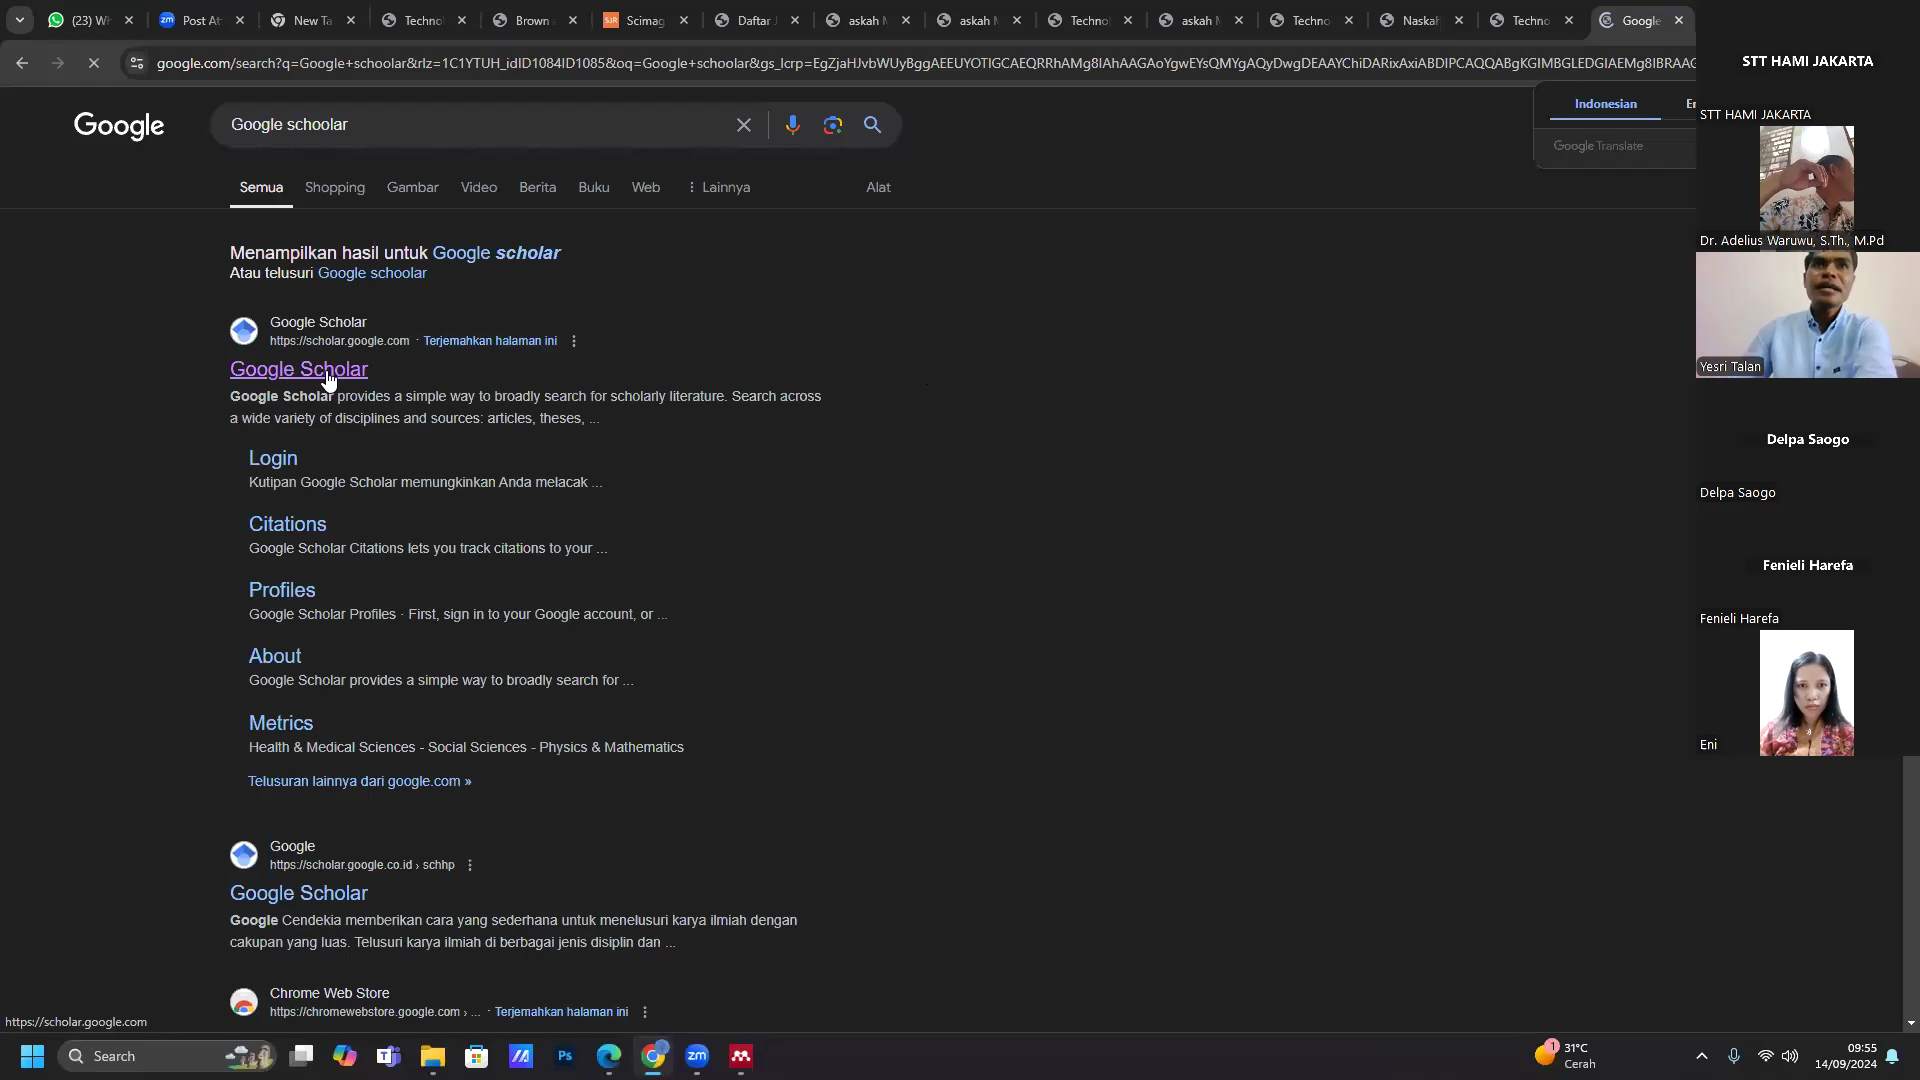 (23) W
Post At
New Ta
Techno
Brown
Scimag
Daftar
askah
askah
Techno
askah
Techno
Naskah
Techno
Google
google.com/search?q=Google+schoolar&rlz=1C1YTUH_idID1084ID1085&oq=Google+schoolar&gs_lcrp=EgZjaHJvbWUyBggAEEUYOTIGCAEQRRhAMg8IAhAAGAoYgwEYsQMYgAQyDwgDEAAYChiDARixAxiABDIPCAQQABgKGIMBGLEDGIAEMg8IBRAAG
Google
Google schoolar
Indonesian
En
Google Translate
Semua
Shopping
Gambar
Video
Berita
Buku
Web
Lainnya
Alat
Menampilkan hasil untuk Google scholar
Atau telusuri Google schoolar
Google Scholar
https://scholar.google.com · Terjemahkan halaman ini
Google Scholar
Google Scholar provides a simple way to broadly search for scholarly literature. Search across
a wide variety of disciplines and sources: articles, theses, ...
Login
Kutipan Google Scholar memungkinkan Anda melacak ...
Citations
Google Scholar Citations lets you track citations to your ...
Profiles
Google Scholar Profiles · First, sign in to your Google account, or ...
About
Google Scholar provides a simple way to broadly search for ...
Metrics
Health & Medical Sciences - Social Sciences - Physics & Mathematics
Telusuran lainnya dari google.com »
Google
https://scholar.google.co.id › schhp
Google Scholar
Google Cendekia memberikan cara yang sederhana untuk menelusuri karya ilmiah dengan
cakupan yang luas. Telusuri karya ilmiah di berbagai jenis disiplin dan ...
Chrome Web Store
https://chromewebstore.google.com › ... · Terjemahkan halaman ini
https://scholar.google.com
STT HAMI JAKARTA
STT HAMI JAKARTA
Dr. Adelius Waruwu, S.Th., M.Pd
Yesri Talan
Delpa Saogo
Delpa Saogo
Fenieli Harefa
Fenieli Harefa
Eni
Search
Ps
zm
1
31°C
Cerah
09:55
14/09/2024